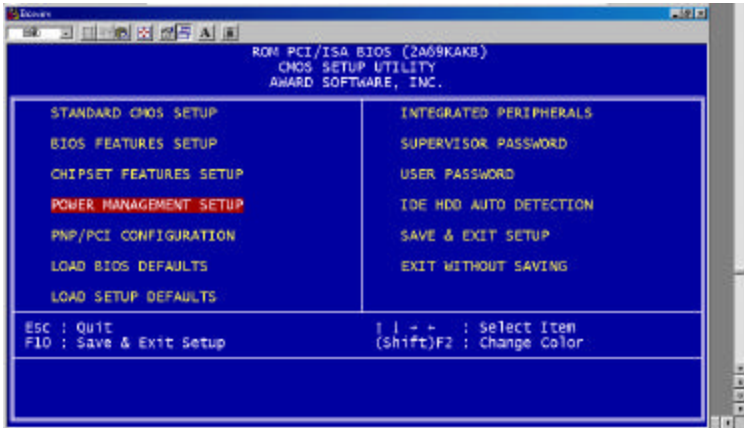 ROM PCI/ISA BIOS (2A69KAKB)
CMOS SETUP UTILITY
AWARD SOFTWARE, INC.
STANDARD CMOS SETUP
BIOS FEATURES SETUP
CHIPSET FEATURES SETUP
POWER MANAGEMENT SETUP
PNP/PCI CONFIGURATION
LOAD BIOS DEFAULTS
LOAD SETUP DEFAULTS
INTEGRATED PERIPHERALS
SUPERVISOR PASSWORD
USER PASSWORD
IDE HDD AUTO DETECTION
SAVE & EXIT SETUP
EXIT WITHOUT SAVING
Esc : Quit
F10 : Save & Exit Setup
: Select Item
(Shift)F2 : Change Color